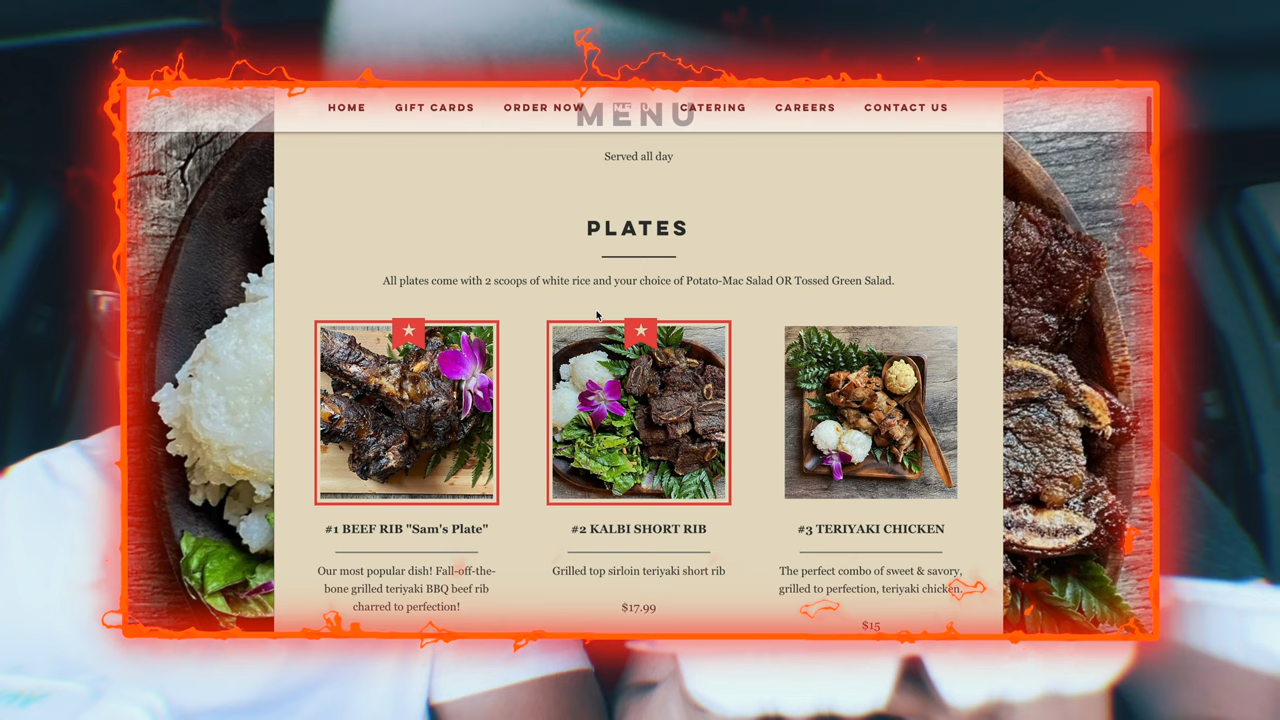 HOME GIFT CARDS ORDER NOW CATERING CAREERS CONTACT US
MENU
Served all day
PLATES
All plates come with 2 scoops of white rice and your choice of Potato-Mac Salad OR Tossed Green Salad.
#1 BEEF RIB "Sam's Plate"
Our most popular dish! Fall-off-the-
bone grilled teriyaki BBQ beef rib
charred to perfection!
#2 KALBI SHORT RIB
Grilled top sirloin teriyaki short rib
$17.99
#3 TERIYAKI CHICKEN
The perfect combo of sweet & savory,
grilled to perfection, teriyaki chicken.
$15